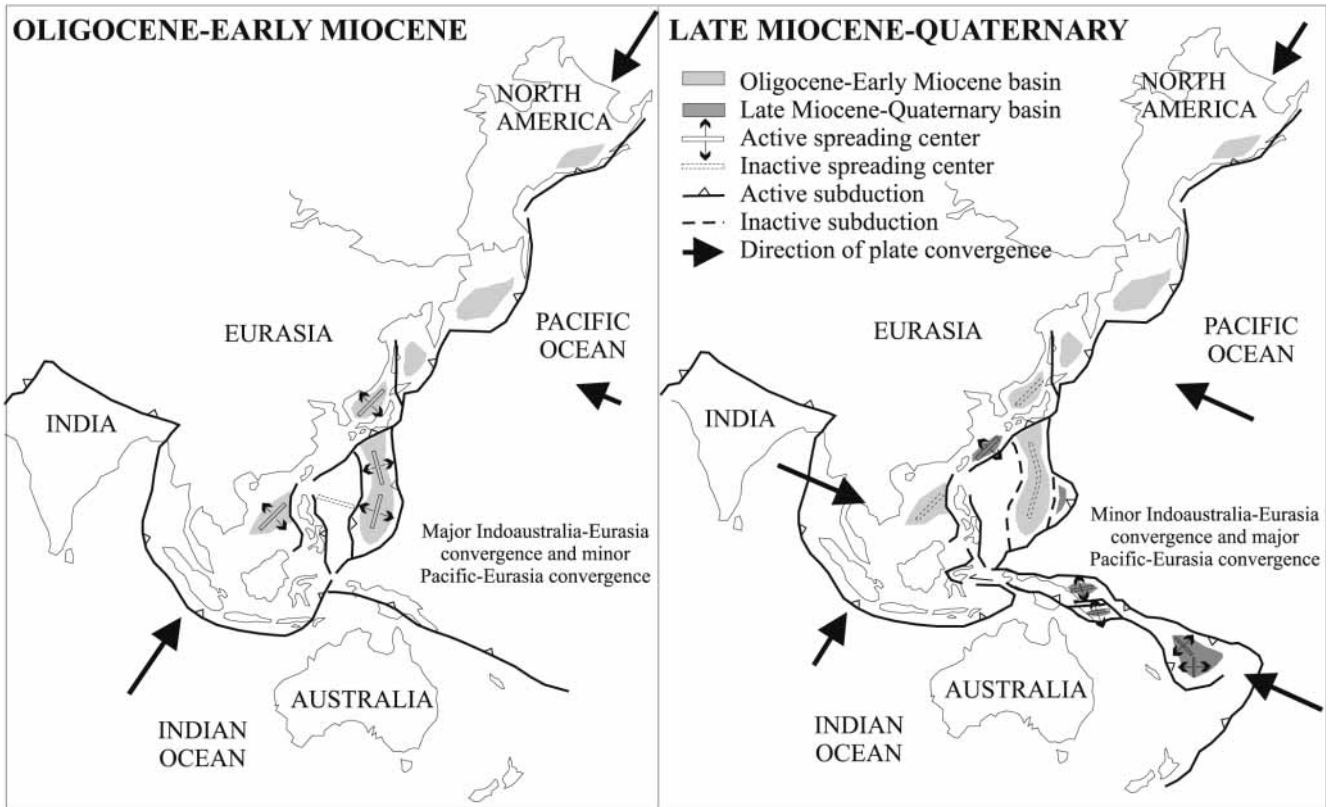 OLIGOCENE-EARLY MIOCENE
NORTH
AMERICA
EURASIA
PACIFIC
OCEAN
INDIA
Major Indoaustralia-Eurasia
convergence and minor
Pacific-Eurasia convergence
AUSTRALIA
INDIAN
OCEAN
LATE MIOCENE-QUATERNARY
Oligocene-Early Miocene basin
Late Miocene-Quaternary basin
Active spreading center
Inactive spreading center
Active subduction
Inactive subduction
Direction of plate convergence
NORTH
AMERICA
EURASIA
PACIFIC
OCEAN
INDIA
Minor Indoaustralia-Eurasia
convergence and major
Pacific-Eurasia convergence
AUSTRALIA
INDIAN
OCEAN